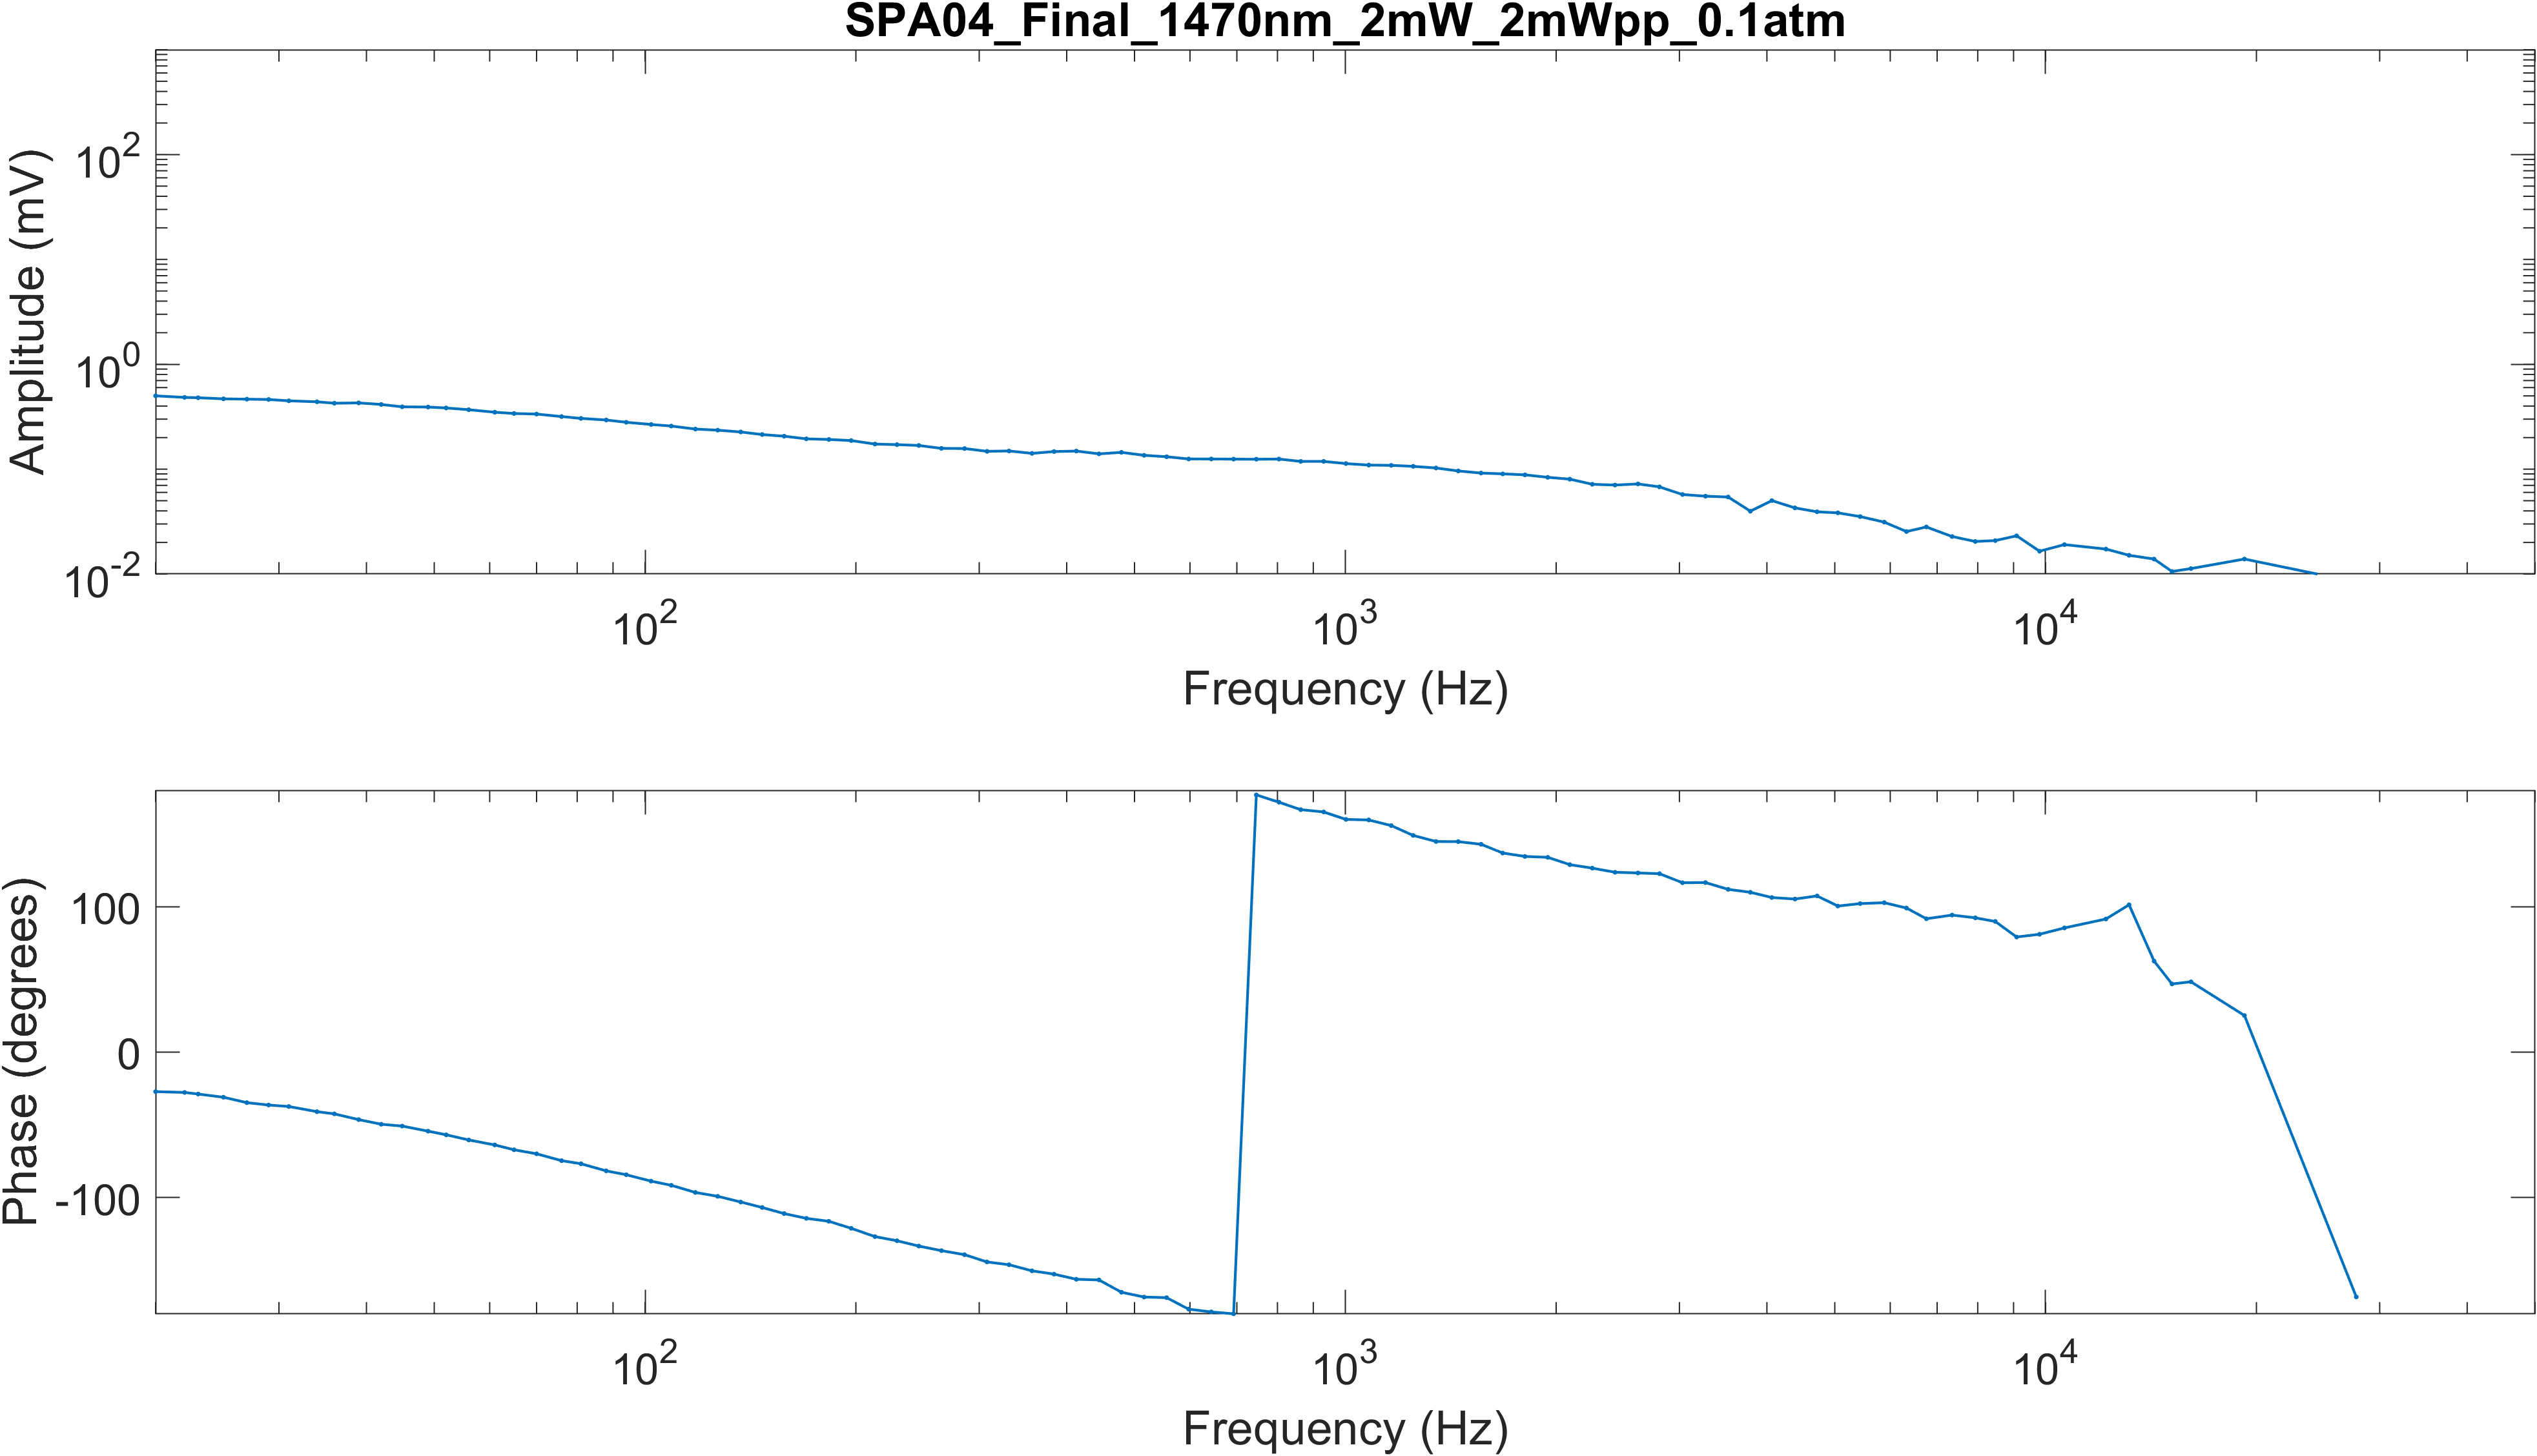 SPA04_Final_1470nm_2mW_2mWpp_0.1atm
Amplitude (mV)
10^2
10^0
10^-2
10^2 10^3 10^4
Frequency (Hz)
Phase (degrees)
100
0
-100
10^2 10^3 10^4
Frequency (Hz)